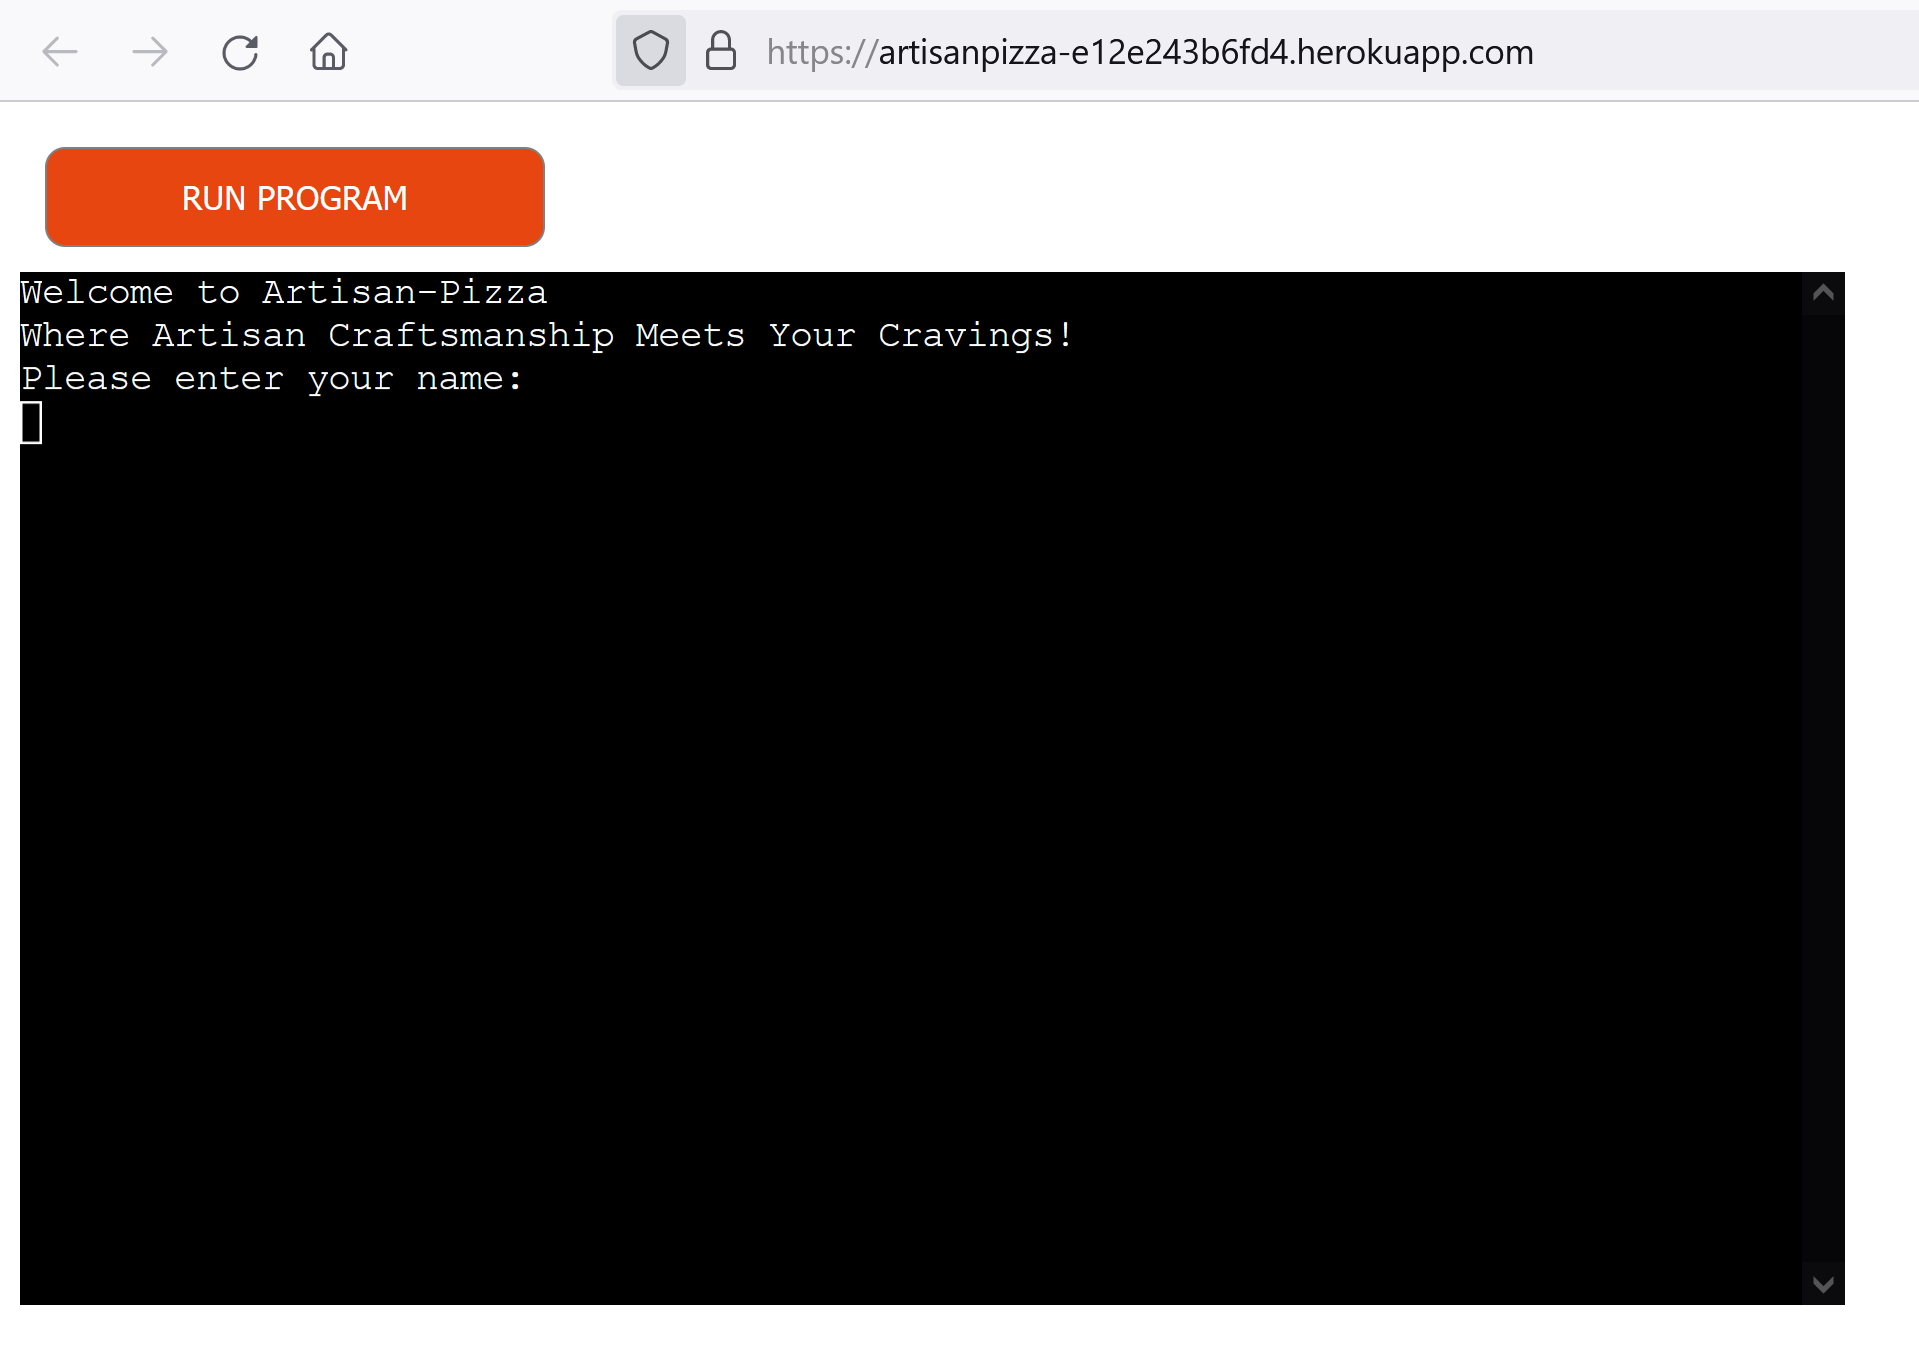 https://artisanpizza-e12e243b6fd4.herokuapp.com
RUN PROGRAM
Welcome to Artisan-Pizza
Where Artisan Craftsmanship Meets Your Cravings!
Please enter your name: